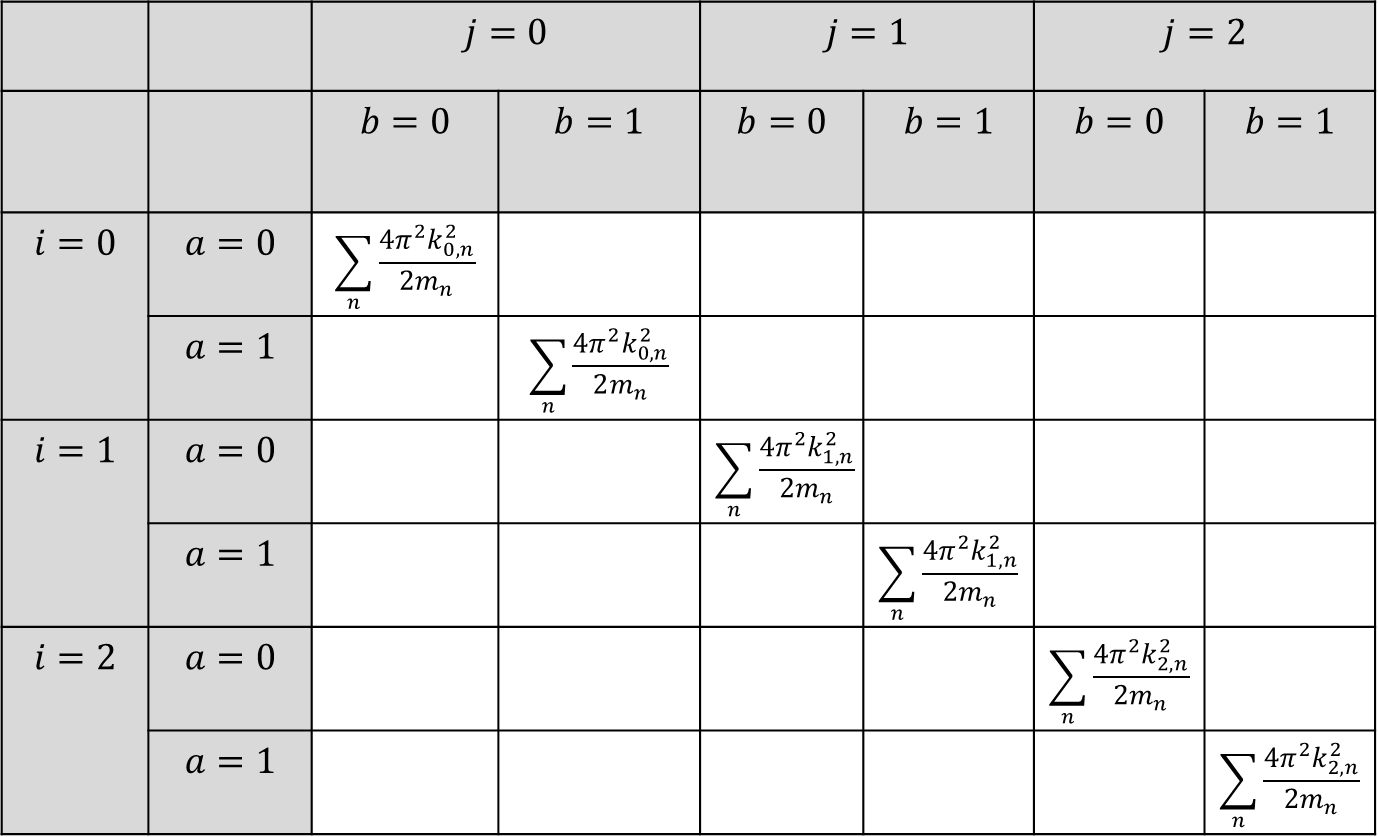 j = 0 j = 1 j = 2
b = 0 b = 1 b = 0 b = 1 b = 0 b = 1
i = 0 a = 0 ∑_n 4π²k²_{0,n} / 2m_n
a = 1 ∑_n 4π²k²_{0,n} / 2m_n
i = 1 a = 0 ∑_n 4π²k²_{1,n} / 2m_n
a = 1 ∑_n 4π²k²_{1,n} / 2m_n
i = 2 a = 0 ∑_n 4π²k²_{2,n} / 2m_n
a = 1 ∑_n 4π²k²_{2,n} / 2m_n